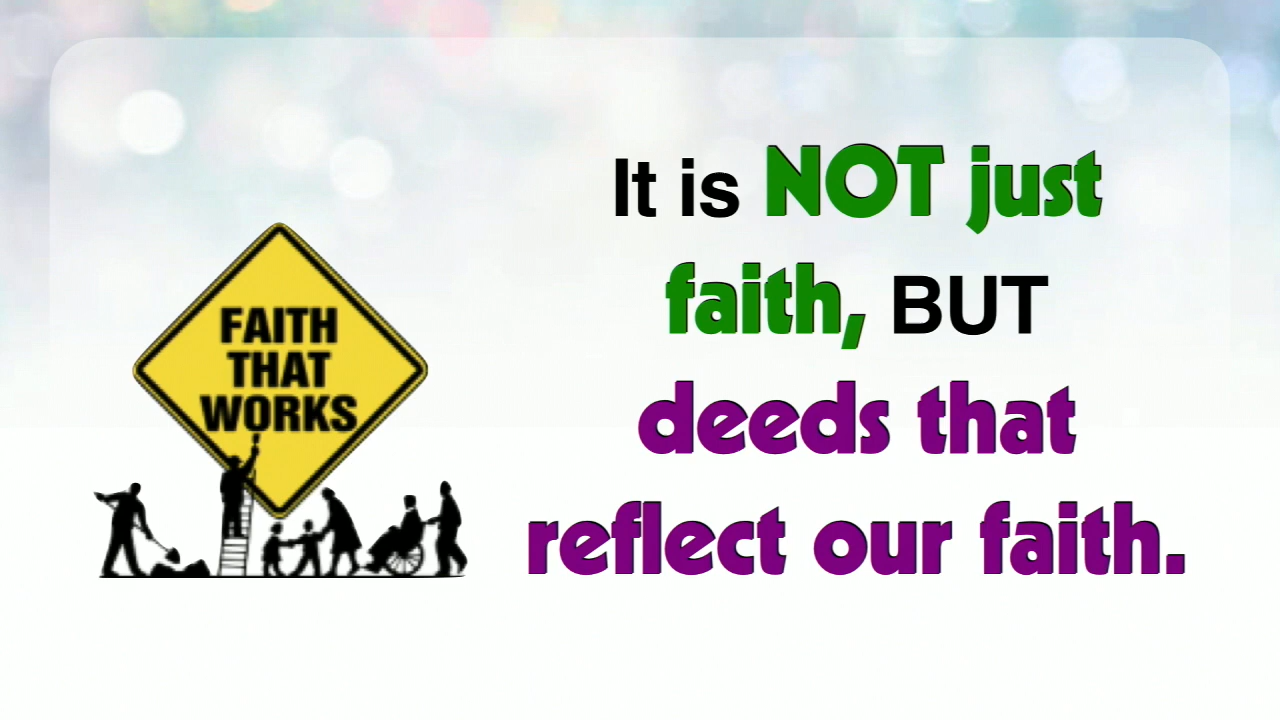 FAITH
THAT
WORKS
It is NOT just
faith, BUT
deeds that
reflect our faith.